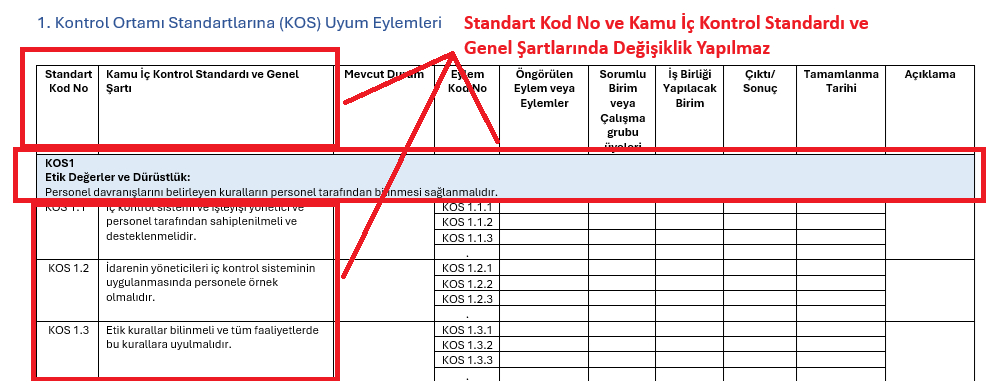 1. Kontrol Ortamı Standartlarına (KOS) Uyum Eylemleri
Standart Kod No ve Kamu İç Kontrol Standardı ve
Genel Şartlarında Değişiklik Yapılmaz
Standart
Kod No
Kamu İç Kontrol Standardı ve Genel
Şartı
Mevcut Durum
Eylem
Kod No
Öngörülen
Eylem veya
Eylemler
Sorumlu
Birim
veya
Çalışma
grubu
üyeleri
İş Birliği
Yapılacak
Birim
Çıktı/
Sonuç
Tamamlanma
Tarihi
Açıklama
KOS1
Etik Değerler ve Dürüstlük:
Personel davranışlarını belirleyen kuralların personel tarafından bilinmesi sağlanmalıdır.
KOS 1.1
İç kontrol sistemi ve işleyişi yönetici ve
personel tarafından sahiplenilmeli ve
desteklenmelidir.
KOS 1.1.1
KOS 1.1.2
KOS 1.1.3
.
KOS 1.2
İdarenin yöneticileri iç kontrol sisteminin
uygulanmasında personele örnek
olmalıdır.
KOS 1.2.1
KOS 1.2.2
KOS 1.2.3
.
KOS 1.3
Etik kurallar bilinmeli ve tüm faaliyetlerde
bu kurallara uyulmalıdır.
KOS 1.3.1
KOS 1.3.2
KOS 1.3.3
.